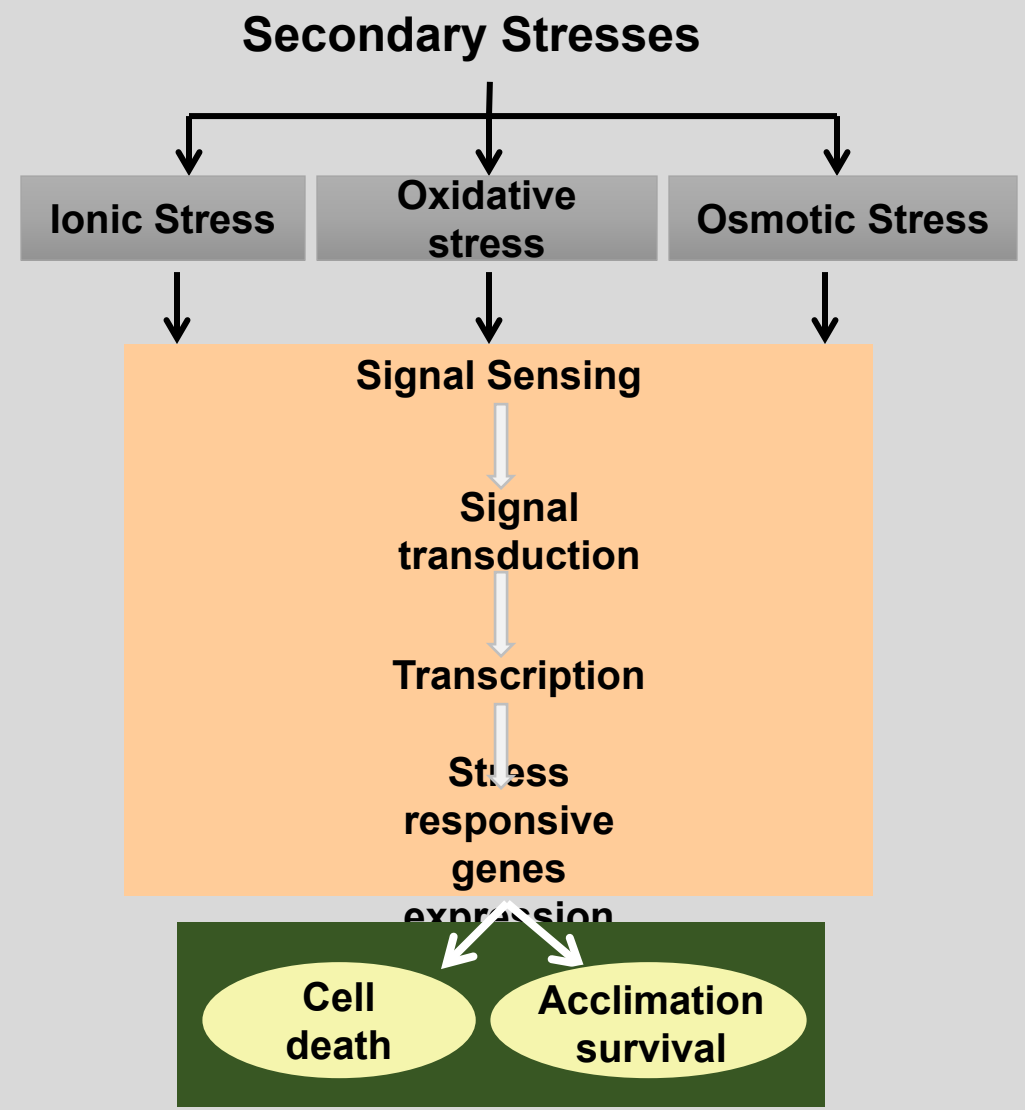 Secondary Stresses
Ionic Stress
Oxidative
stress
Osmotic Stress
Signal Sensing
Signal
transduction
Transcription
Stress
responsive
genes
expression
Cell
death
Acclimation
survival